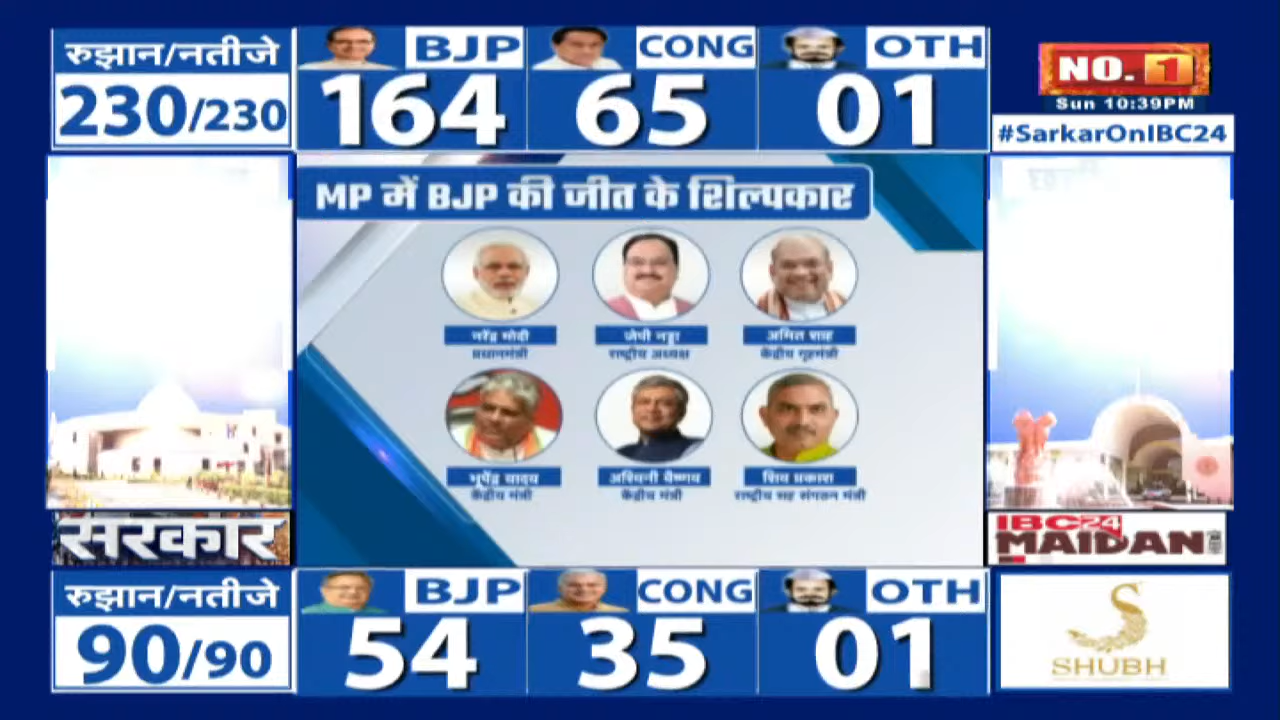 रुझान/नतीजे
230/230
BJP
164
CONG
65
OTH
01
NO. 1
Sun 10:39PM
#SarkarOnIBC24
MP में BJP की जीत के शिल्पकार
नरेंद्र मोदी
प्रधानमंत्री
जेपी नड्डा
राष्ट्रीय अध्यक्ष
अमित शाह
केंद्रीय गृहमंत्री
भूपेंद्र यादव
केंद्रीय मंत्री
अश्विनी वैष्णव
केंद्रीय मंत्री
शिव प्रकाश
राष्ट्रीय सह संगठन मंत्री
सरकार
IBC24
MAIDAN
रुझान/नतीजे
90/90
BJP
54
CONG
35
OTH
01
SHUBH